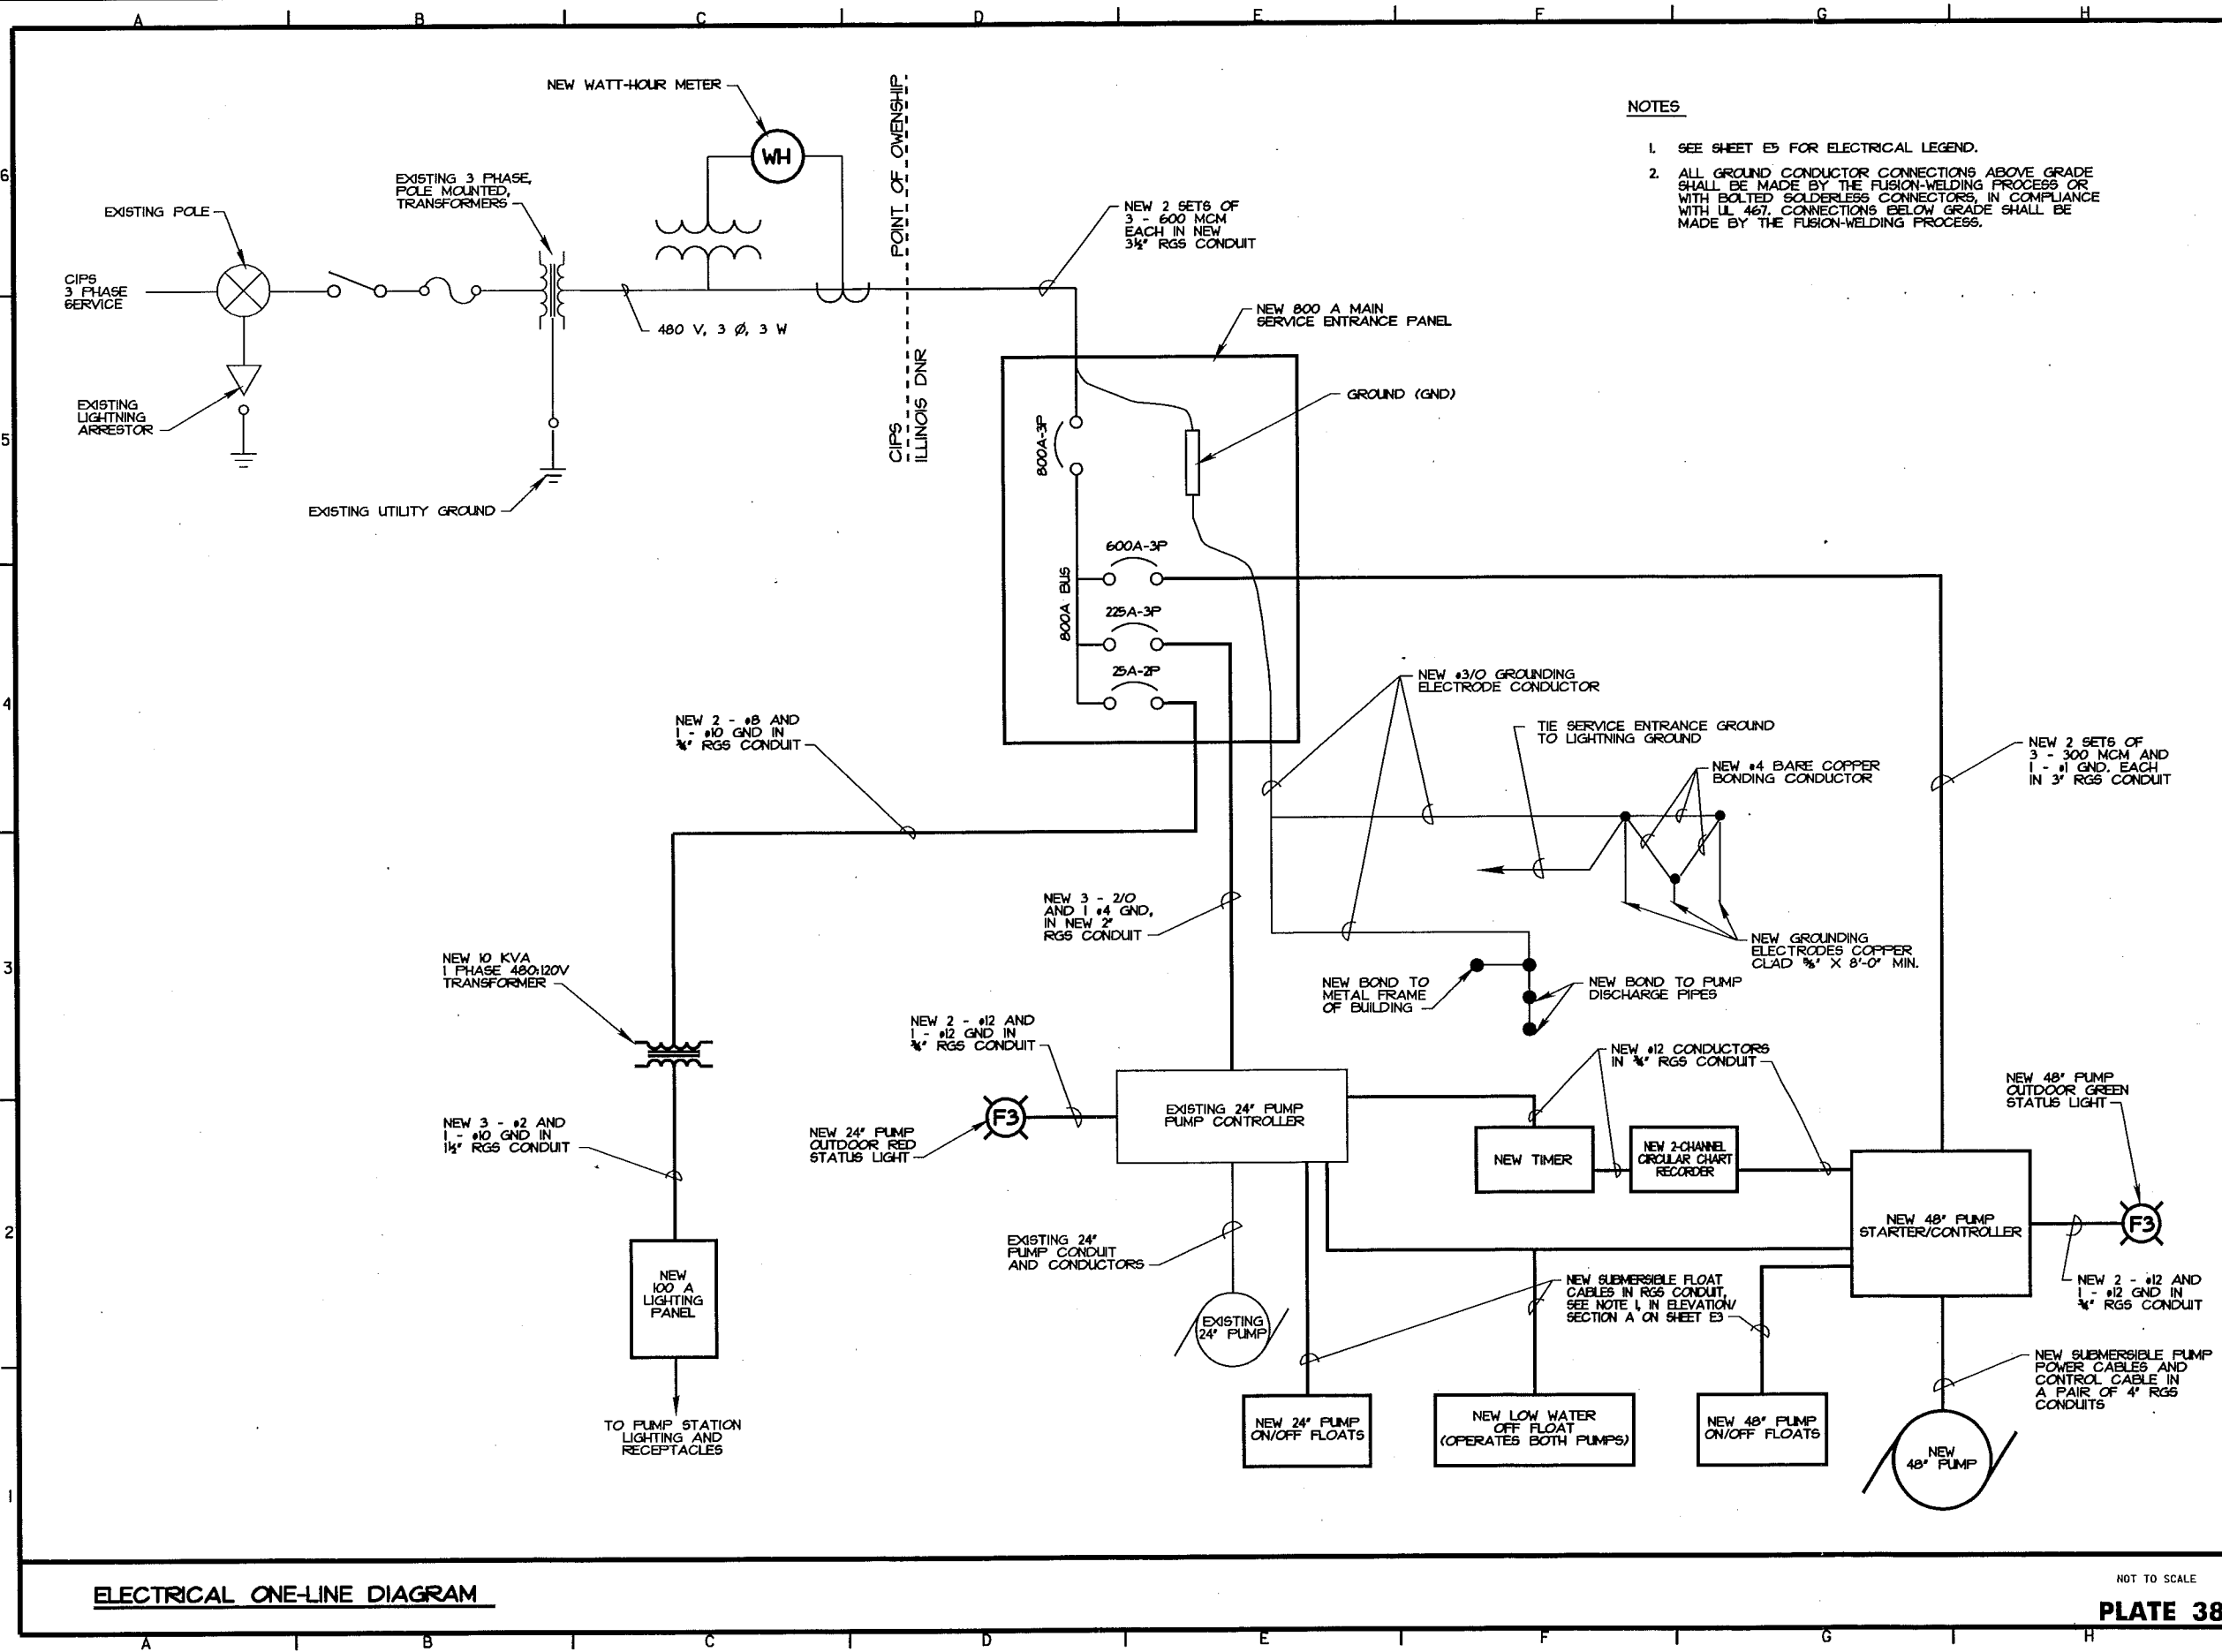 A B C D E F G H
NEW WATT-HOUR METER
WH
POINT OF OWENSHIP
CIPS
ILLINOIS DNR
NOTES
1. SEE SHEET E5 FOR ELECTRICAL LEGEND.
2. ALL GROUND CONDUCTOR CONNECTIONS ABOVE GRADE
SHALL BE MADE BY THE FUSION-WELDING PROCESS OR
WITH BOLTED SOLDERLESS CONNECTORS, IN COMPLIANCE
WITH UL 467. CONNECTIONS BELOW GRADE SHALL BE
MADE BY THE FUSION-WELDING PROCESS.
6
EXISTING 3 PHASE,
POLE MOUNTED,
TRANSFORMERS
EXISTING POLE
CIPS
3 PHASE
SERVICE
NEW 2 SETS OF
3 - 600 MCM
EACH IN NEW
3½" RGS CONDUIT
480 V, 3 Ø, 3 W
NEW 800 A MAIN
SERVICE ENTRANCE PANEL
EXISTING
LIGHTNING
ARRESTOR
5
GROUND (GND)
800A-3P
EXISTING UTILITY GROUND
600A-3P
800A BUS
225A-3P
25A-2P
4
NEW #3/0 GROUNDING
ELECTRODE CONDUCTOR
NEW 2 - #8 AND
1 - #10 GND IN
¾" RGS CONDUIT
TIE SERVICE ENTRANCE GROUND
TO LIGHTNING GROUND
NEW #4 BARE COPPER
BONDING CONDUCTOR
NEW 2 SETS OF
3 - 300 MCM AND
1 - #1 GND. EACH
IN 3" RGS CONDUIT
NEW 3 - 2/0
AND 1 #4 GND,
IN NEW 2"
RGS CONDUIT
NEW GROUNDING
ELECTRODES COPPER
CLAD ⅝" X 8'-0" MIN.
3
NEW 10 KVA
1 PHASE 480:120V
TRANSFORMER
NEW BOND TO
METAL FRAME
OF BUILDING
NEW BOND TO PUMP
DISCHARGE PIPES
NEW 2 - #12 AND
1 - #12 GND IN
¾" RGS CONDUIT
NEW #12 CONDUCTORS
IN ¾" RGS CONDUIT
NEW 48" PUMP
OUTDOOR GREEN
STATUS LIGHT
F3
EXISTING 24" PUMP
PUMP CONTROLLER
NEW 24" PUMP
OUTDOOR RED
STATUS LIGHT
NEW 3 - #2 AND
1 - #10 GND IN
1½" RGS CONDUIT
NEW TIMER
NEW 2-CHANNEL
CIRCULAR CHART
RECORDER
2
NEW 48" PUMP
STARTER/CONTROLLER
F3
EXISTING 24"
PUMP CONDUIT
AND CONDUCTORS
NEW
100 A
LIGHTING
PANEL
NEW SUBMERSIBLE FLOAT
CABLES IN RGS CONDUIT,
SEE NOTE 1, IN ELEVATION/
SECTION A ON SHEET E3
NEW 2 - #12 AND
1 - #12 GND IN
¾" RGS CONDUIT
EXISTING
24" PUMP
NEW SUBMERSIBLE PUMP
POWER CABLES AND
CONTROL CABLE IN
A PAIR OF 4" RGS
CONDUITS
TO PUMP STATION
LIGHTING AND
RECEPTACLES
NEW 24" PUMP
ON/OFF FLOATS
NEW LOW WATER
OFF FLOAT
(OPERATES BOTH PUMPS)
NEW 48" PUMP
ON/OFF FLOATS
NEW
48" PUMP
1
ELECTRICAL ONE-LINE DIAGRAM
NOT TO SCALE
PLATE 38
A B C D E F G H